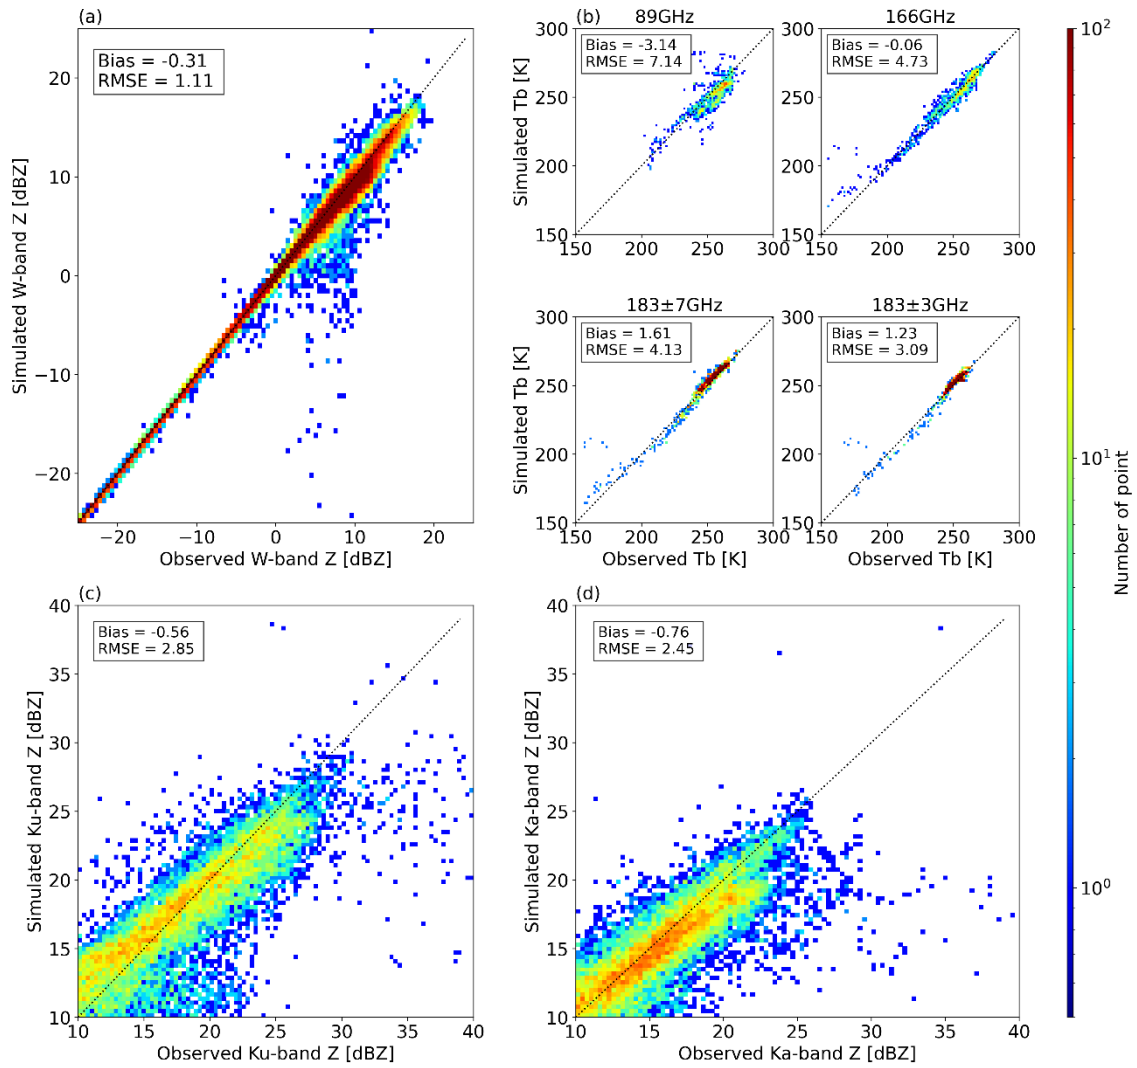 (a)
Bias = -0.31
RMSE = 1.11
20
10
0
−10
−20
Simulated W-band Z [dBZ]
−20
−10
0
10
20
Observed W-band Z [dBZ]
(b)
89GHz
Bias = -3.14
RMSE = 7.14
300
250
200
150
Simulated Tb [K]
150
200
250
300
166GHz
Bias = -0.06
RMSE = 4.73
300
250
200
150
150
200
250
300
183±7GHz
Bias = 1.61
RMSE = 4.13
300
250
200
150
Simulated Tb [K]
150
200
250
300
Observed Tb [K]
183±3GHz
Bias = 1.23
RMSE = 3.09
300
250
200
150
150
200
250
300
Observed Tb [K]
10²
10¹
10⁰
Number of point
(c)
Bias = -0.56
RMSE = 2.85
40
35
30
25
20
15
10
Simulated Ku-band Z [dBZ]
10
15
20
25
30
35
40
Observed Ku-band Z [dBZ]
(d)
Bias = -0.76
RMSE = 2.45
40
35
30
25
20
15
10
Simulated Ka-band Z [dBZ]
10
15
20
25
30
35
40
Observed Ka-band Z [dBZ]